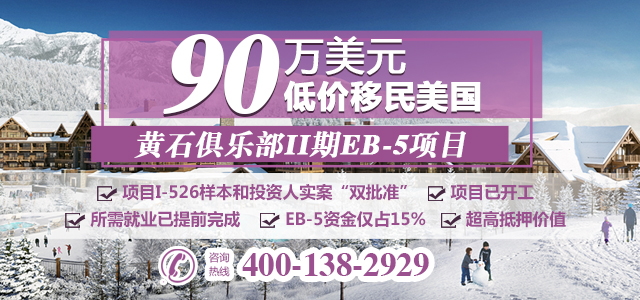 90万美元
低价移民美国
黄石俱乐部II期EB-5项目
项目I-526样本和投资人实案“双批准” 项目已开工
所需就业已提前完成 EB-5资金仅占15% 超高抵押价值
咨询热线 400-138-2929